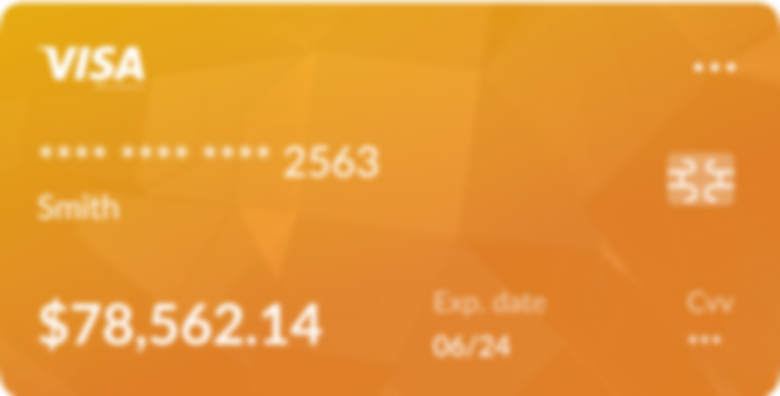 VISA
•••
•••• •••• •••• 2563
Smith
$78,562.14
Exp. date
06/24
Cvv
•••